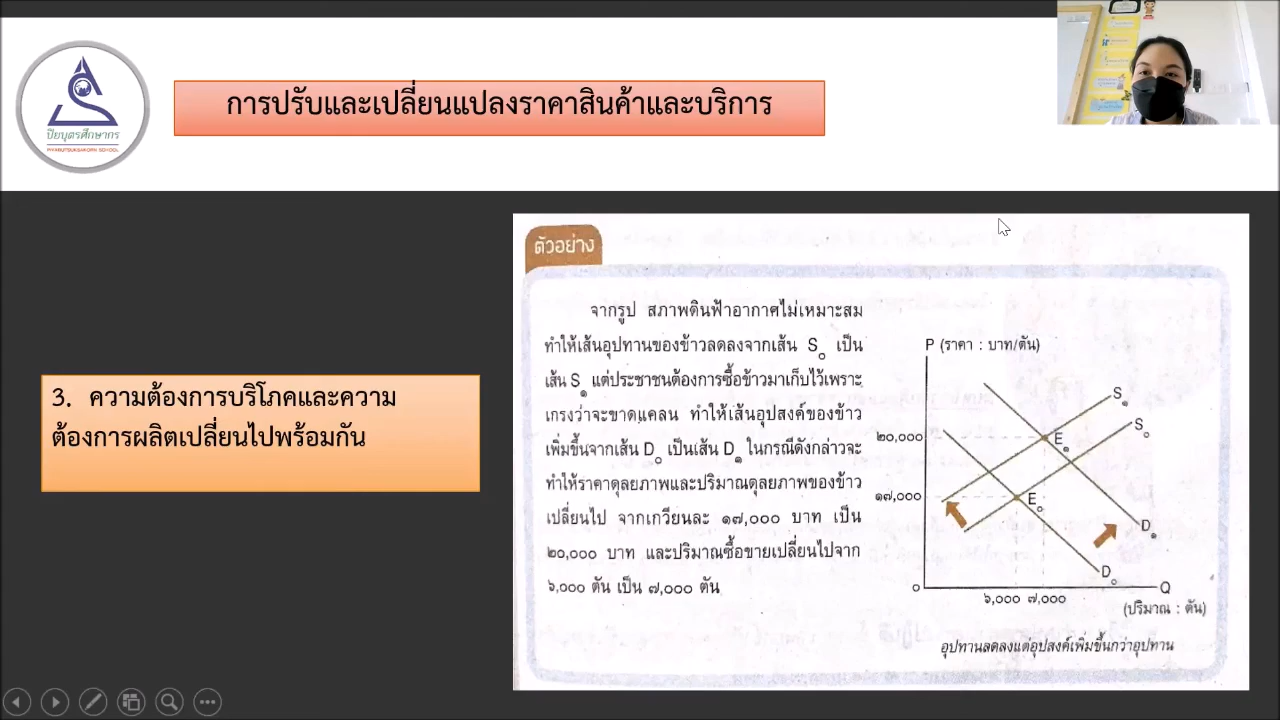 การปรับและเปลี่ยนแปลงราคาสินค้าและบริการ
ปิยบุตรศึกษากร
PIYABUTSUKSAKORN SCHOOL
3. ความต้องการบริโภคและความ
ต้องการผลิตเปลี่ยนไปพร้อมกัน
ตัวอย่าง
จากรูป สภาพดินฟ้าอากาศไม่เหมาะสม
ทำให้เส้นอุปทานของข้าวลดลงจากเส้น S๐ เป็น
เส้น S๑ แต่ประชาชนต้องการซื้อข้าวมาเก็บไว้เพราะ
เกรงว่าจะขาดแคลน ทำให้เส้นอุปสงค์ของข้าว
เพิ่มขึ้นจากเส้น D๐ เป็นเส้น D๑ ในกรณีดังกล่าวจะ
ทำให้ราคาดุลยภาพและปริมาณดุลยภาพของข้าว
เปลี่ยนไป จากเกวียนละ ๑๗,๐๐๐ บาท เป็น
๒๐,๐๐๐ บาท และปริมาณซื้อขายเปลี่ยนไปจาก
๖,๐๐๐ ตัน เป็น ๗,๐๐๐ ตัน
P (ราคา : บาท/ตัน)
S๑
S๐
๒๐,๐๐๐
E๑
๑๗,๐๐๐
E๐
D๑
D๐
๐
Q
๖,๐๐๐ ๗,๐๐๐
(ปริมาณ : ตัน)
อุปทานลดลงแต่อุปสงค์เพิ่มขึ้นกว่าอุปทาน